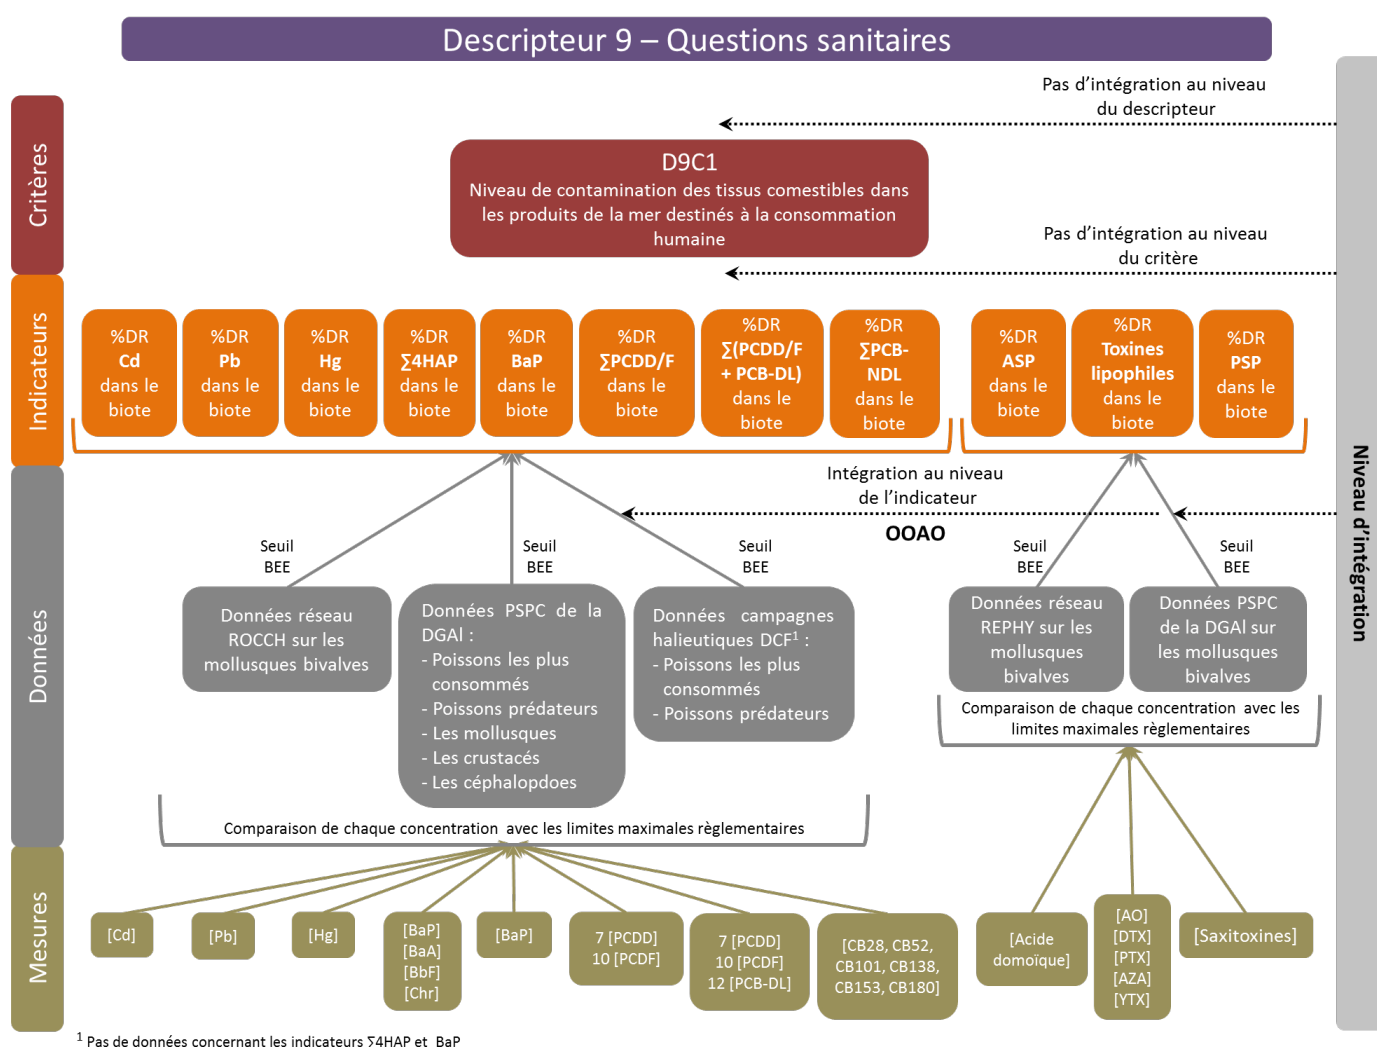 Descripteur 9 – Questions sanitaires
Pas d’intégration au niveau
du descripteur
Critères
D9C1
Niveau de contamination des tissus comestibles dans
les produits de la mer destinés à la consommation
humaine
Pas d’intégration au niveau
du critère
Indicateurs
%DR
Cd
dans le
biote
%DR
Pb
dans le
biote
%DR
Hg
dans le
biote
%DR
∑4HAP
dans le
biote
%DR
BaP
dans le
biote
%DR
∑PCDD/F
dans le
biote
%DR
∑(PCDD/F
+ PCB-DL)
dans le
biote
%DR
∑PCB-
NDL
dans le
biote
%DR
ASP
dans le
biote
%DR
Toxines
lipophiles
dans le
biote
%DR
PSP
dans le
biote
Niveau d’intégration
Intégration au niveau
de l’indicateur
OOAO
Données
Seuil
BEE
Seuil
BEE
Seuil
BEE
Seuil
BEE
Seuil
BEE
Données réseau
ROCCH sur les
mollusques bivalves
Données PSPC de la
DGAl :
- Poissons les plus
consommés
- Poissons prédateurs
- Les mollusques
- Les crustacés
- Les céphalopdoes
Données campagnes
halieutiques DCF1 :
- Poissons les plus
consommés
- Poissons prédateurs
Données réseau
REPHY sur les
mollusques
bivalves
Données PSPC
de la DGAl sur
les mollusques
bivalves
Comparaison de chaque concentration avec les
limites maximales règlementaires
Comparaison de chaque concentration avec les limites maximales règlementaires
Mesures
[Cd]
[Pb]
[Hg]
[BaP]
[BaA]
[BbF]
[Chr]
[BaP]
7 [PCDD]
10 [PCDF]
7 [PCDD]
10 [PCDF]
12 [PCB-DL]
[CB28, CB52,
CB101, CB138,
CB153, CB180]
[Acide
domoïque]
[AO]
[DTX]
[PTX]
[AZA]
[YTX]
[Saxitoxines]
1 Pas de données concernant les indicateurs ∑4HAP et BaP